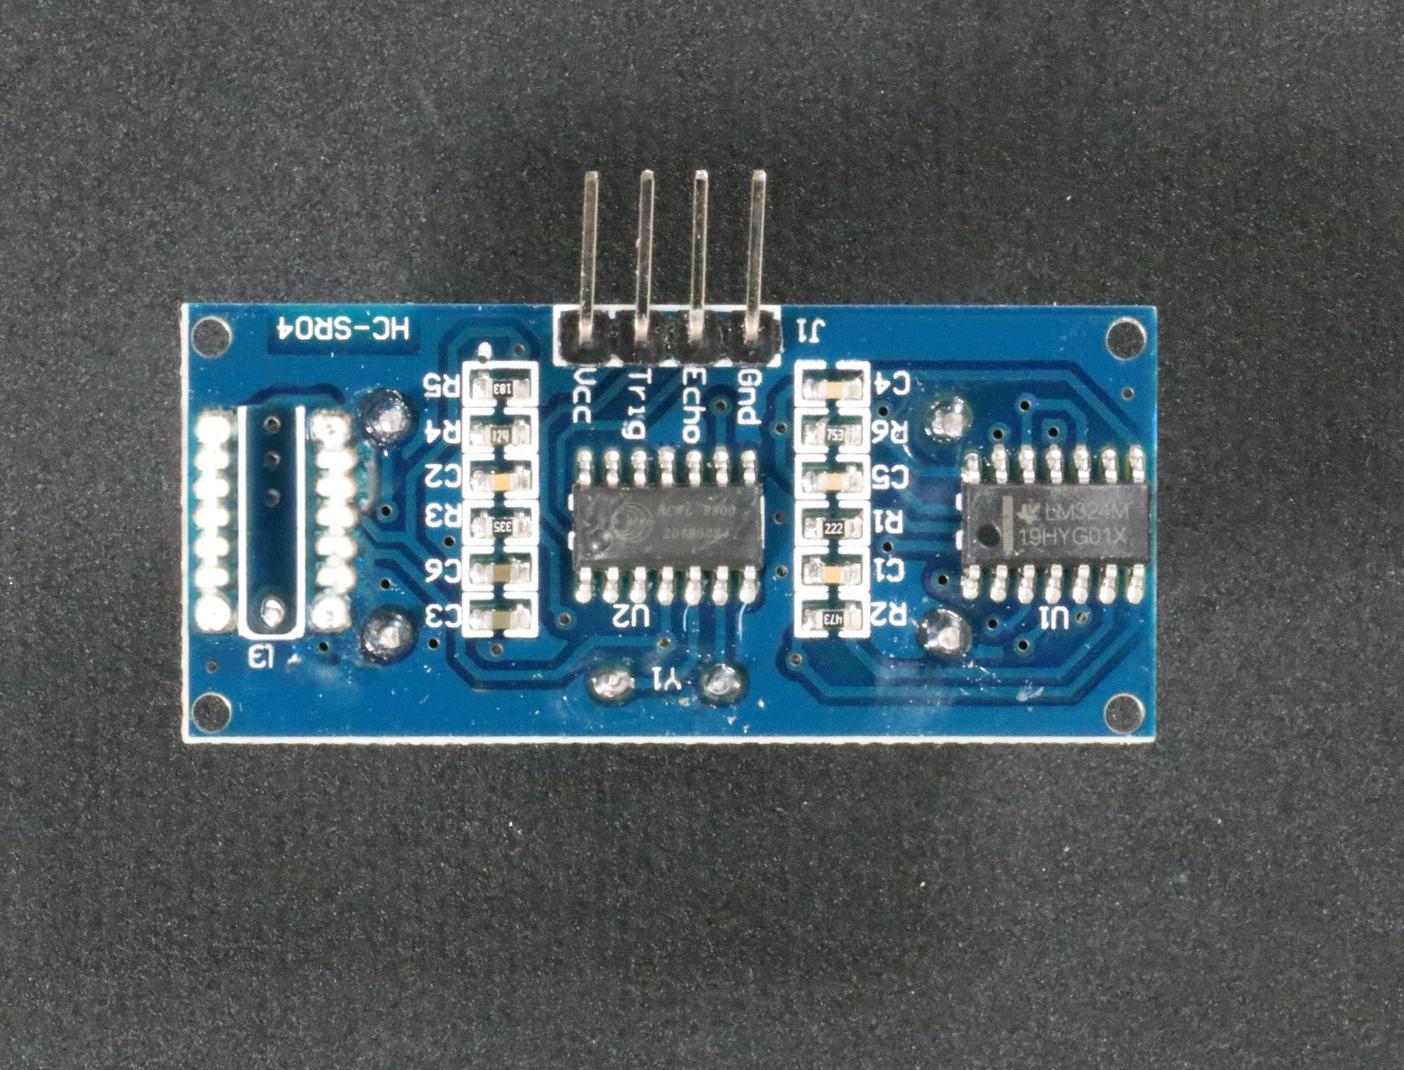 HC-SR04
J1
Vcc
Trig
Echo
Gnd
R5
103
R4
124
C2
R3
335
C6
C3
C4
R6
753
C5
R1
222
C1
R2
473
LM324M
19HYG01X
U2
U1
Y1